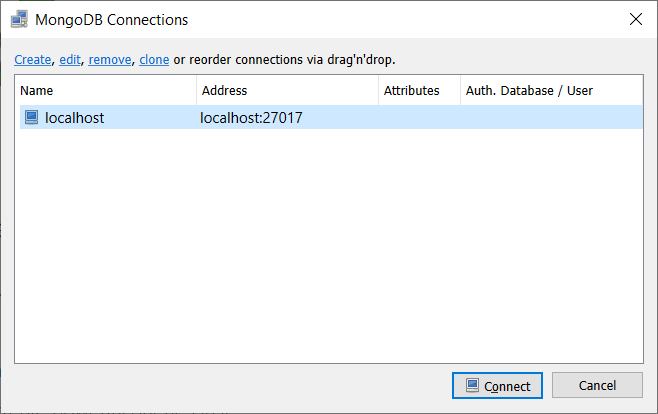 MongoDB Connections
Create, edit, remove, clone or reorder connections via drag'n'drop.
Name Address Attributes Auth. Database / User
localhost localhost:27017
Connect Cancel